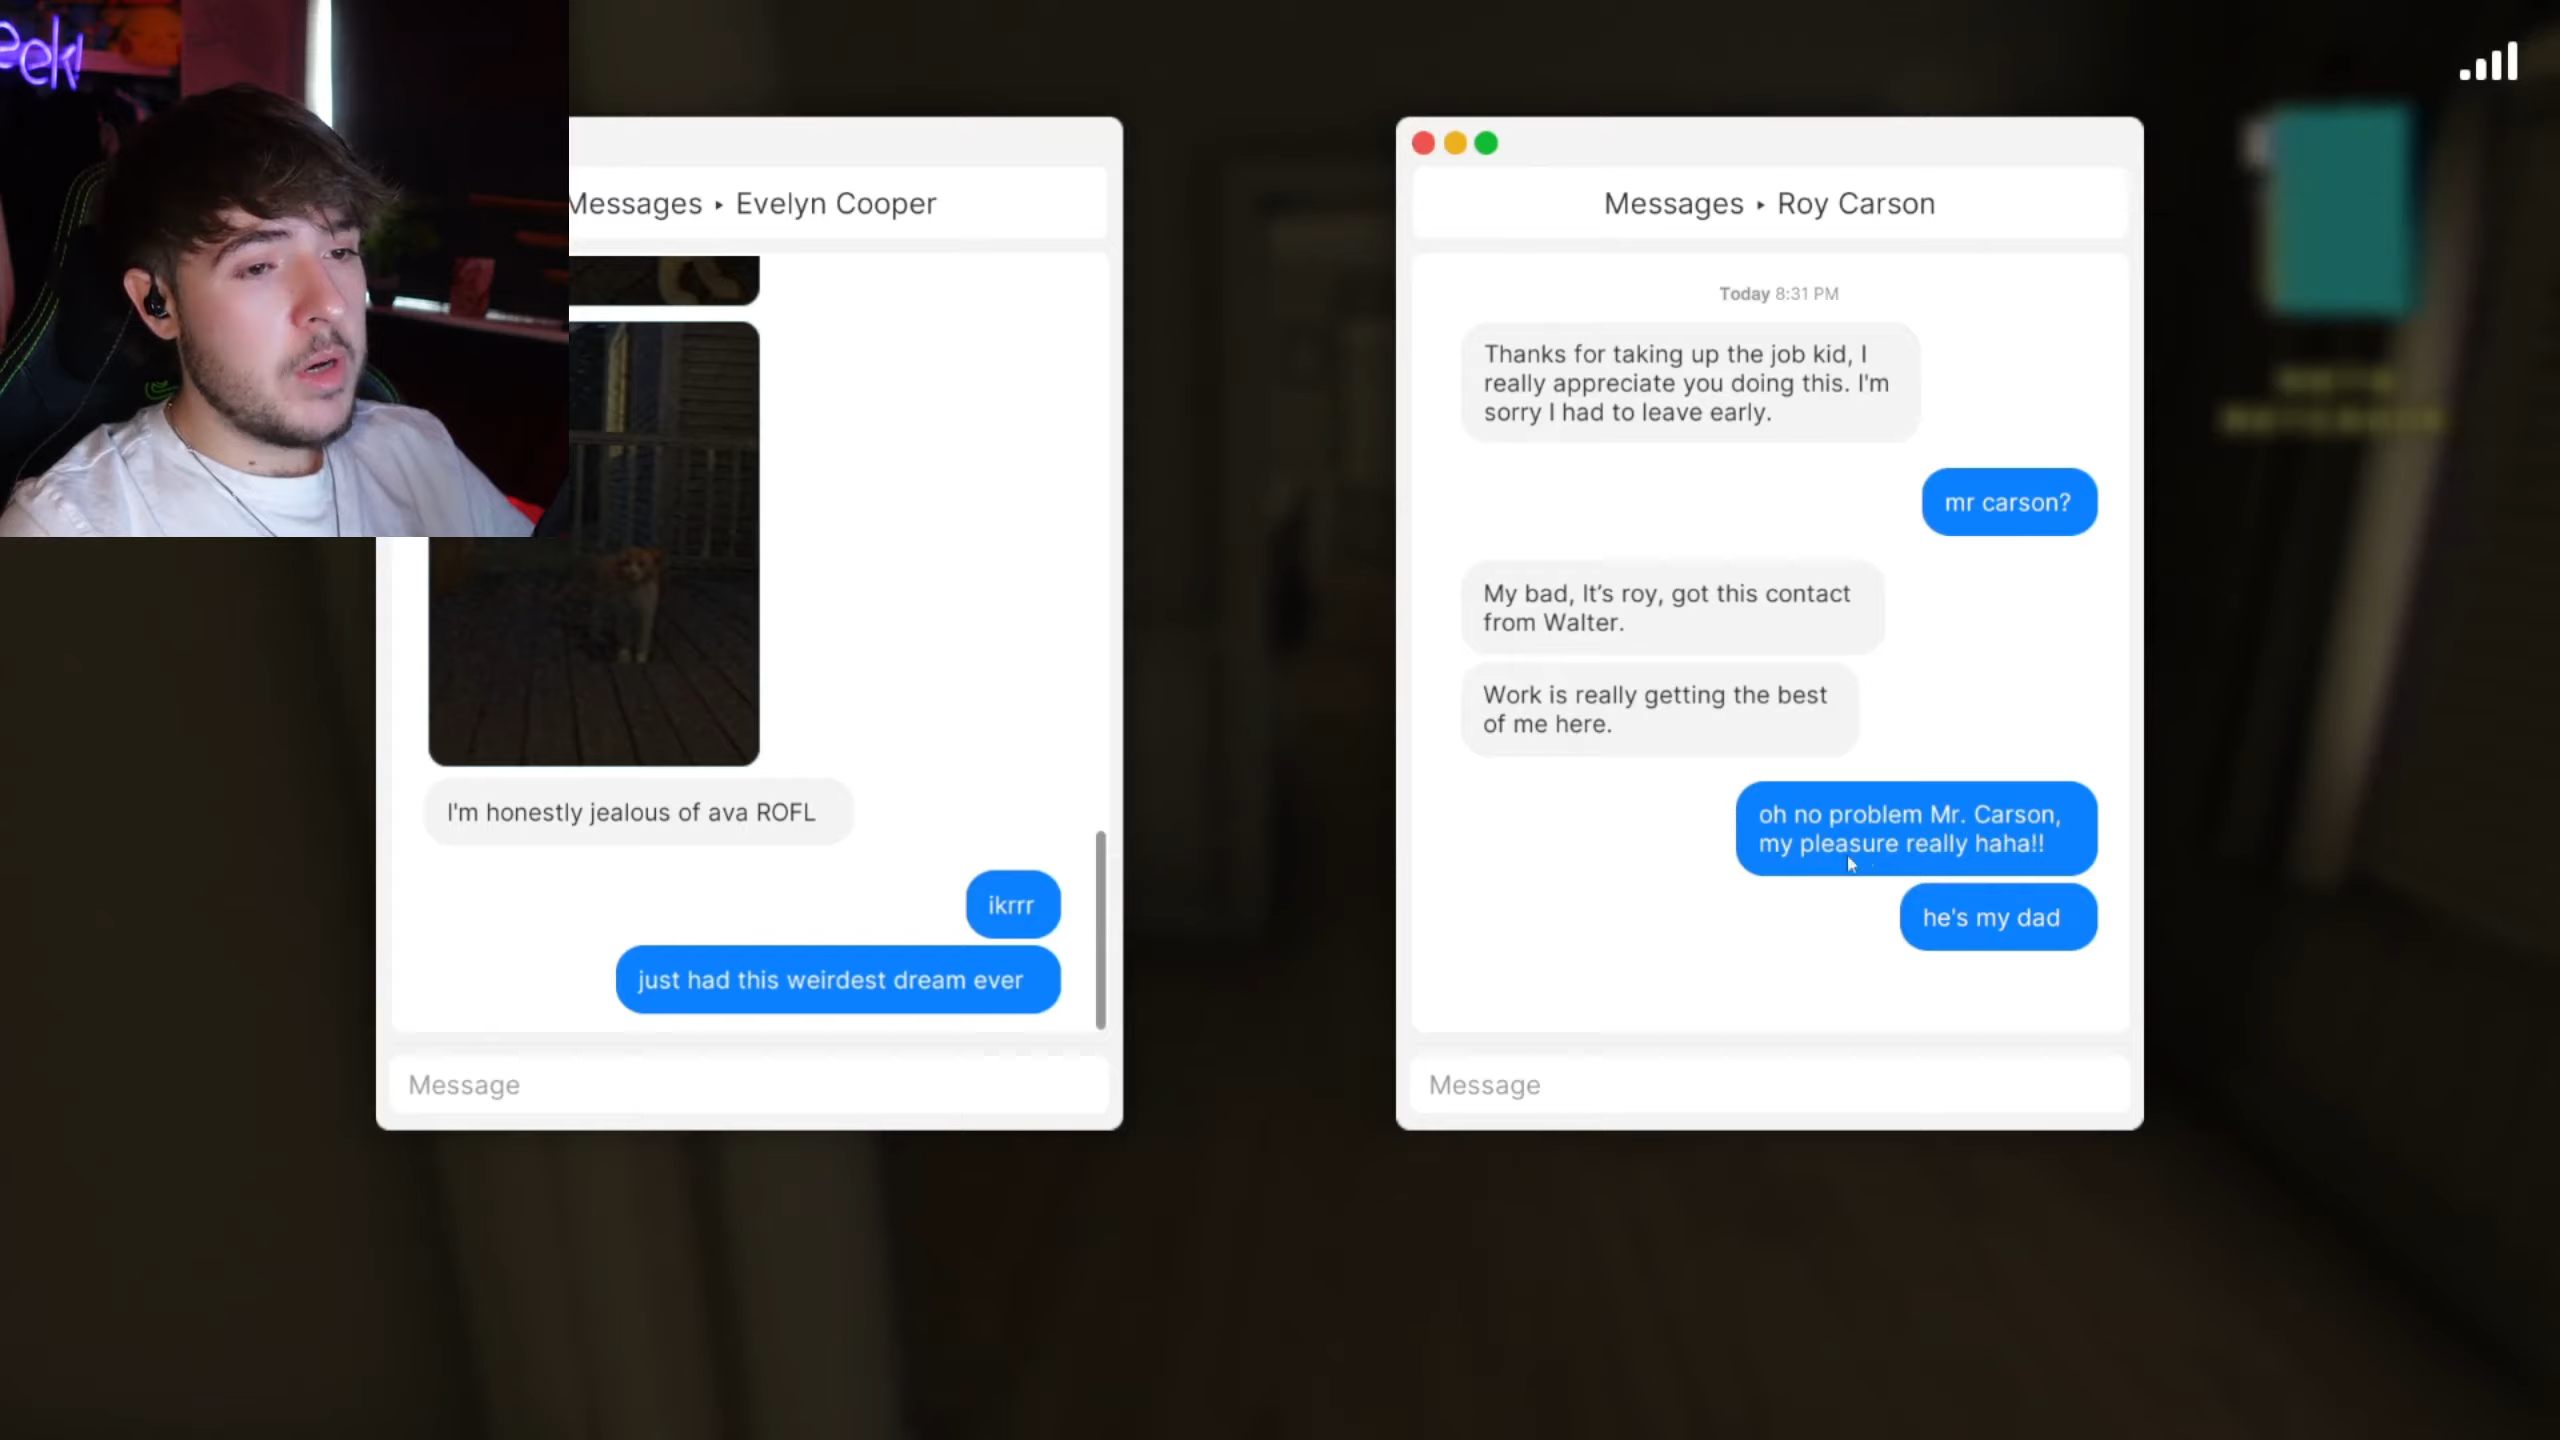 eek!
Messages ‣ Evelyn Cooper
I'm honestly jealous of ava ROFL
ikrrr
just had this weirdest dream ever
Message
Messages ‣ Roy Carson
Today 8:31 PM
Thanks for taking up the job kid, I
really appreciate you doing this. I'm
sorry I had to leave early.
mr carson?
My bad, It’s roy, got this contact
from Walter.
Work is really getting the best
of me here.
oh no problem Mr. Carson,
my pleasure really haha!!
he's my dad
Message